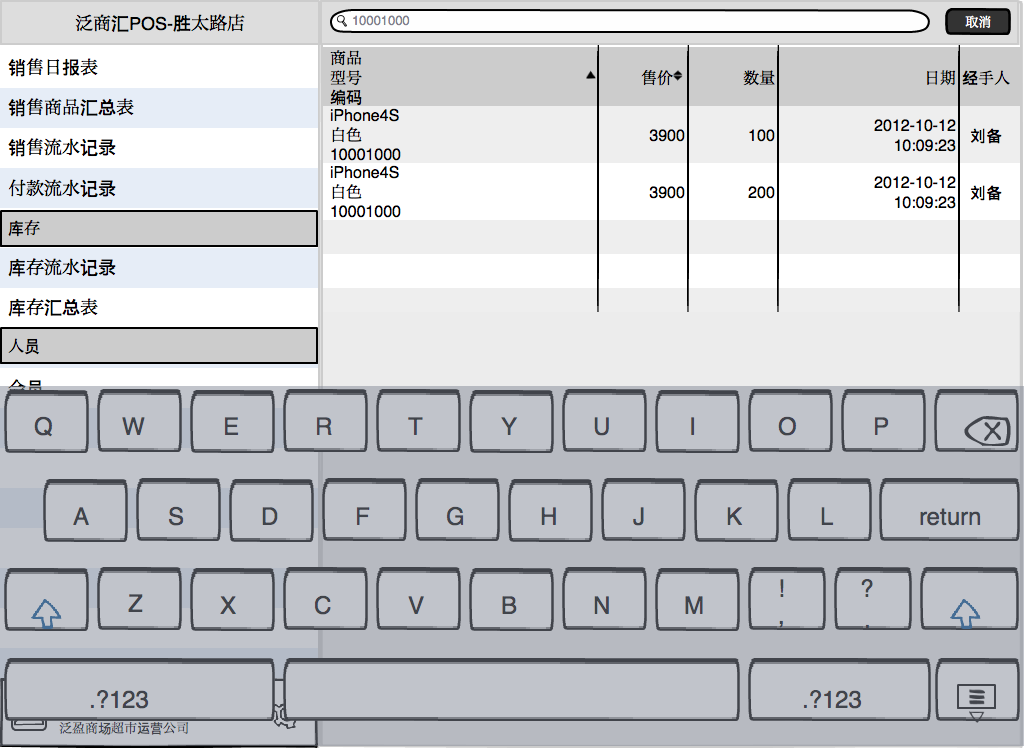 泛商汇POS-胜太路店
10001000
取消
销售日报表
销售商品汇总表
销售流水记录
付款流水记录
库存
库存流水记录
库存汇总表
人员
会员
商品
型号
编码
售价
数量
日期
经手人
iPhone4S
白色
10001000
3900
100
2012-10-12
10:09:23
刘备
iPhone4S
白色
10001000
3900
200
2012-10-12
10:09:23
刘备
Q W E R T Y U I O P
A S D F G H J K L return
Z X C V B N M ! , ? .
.?123 .?123
泛盈商场超市运营公司